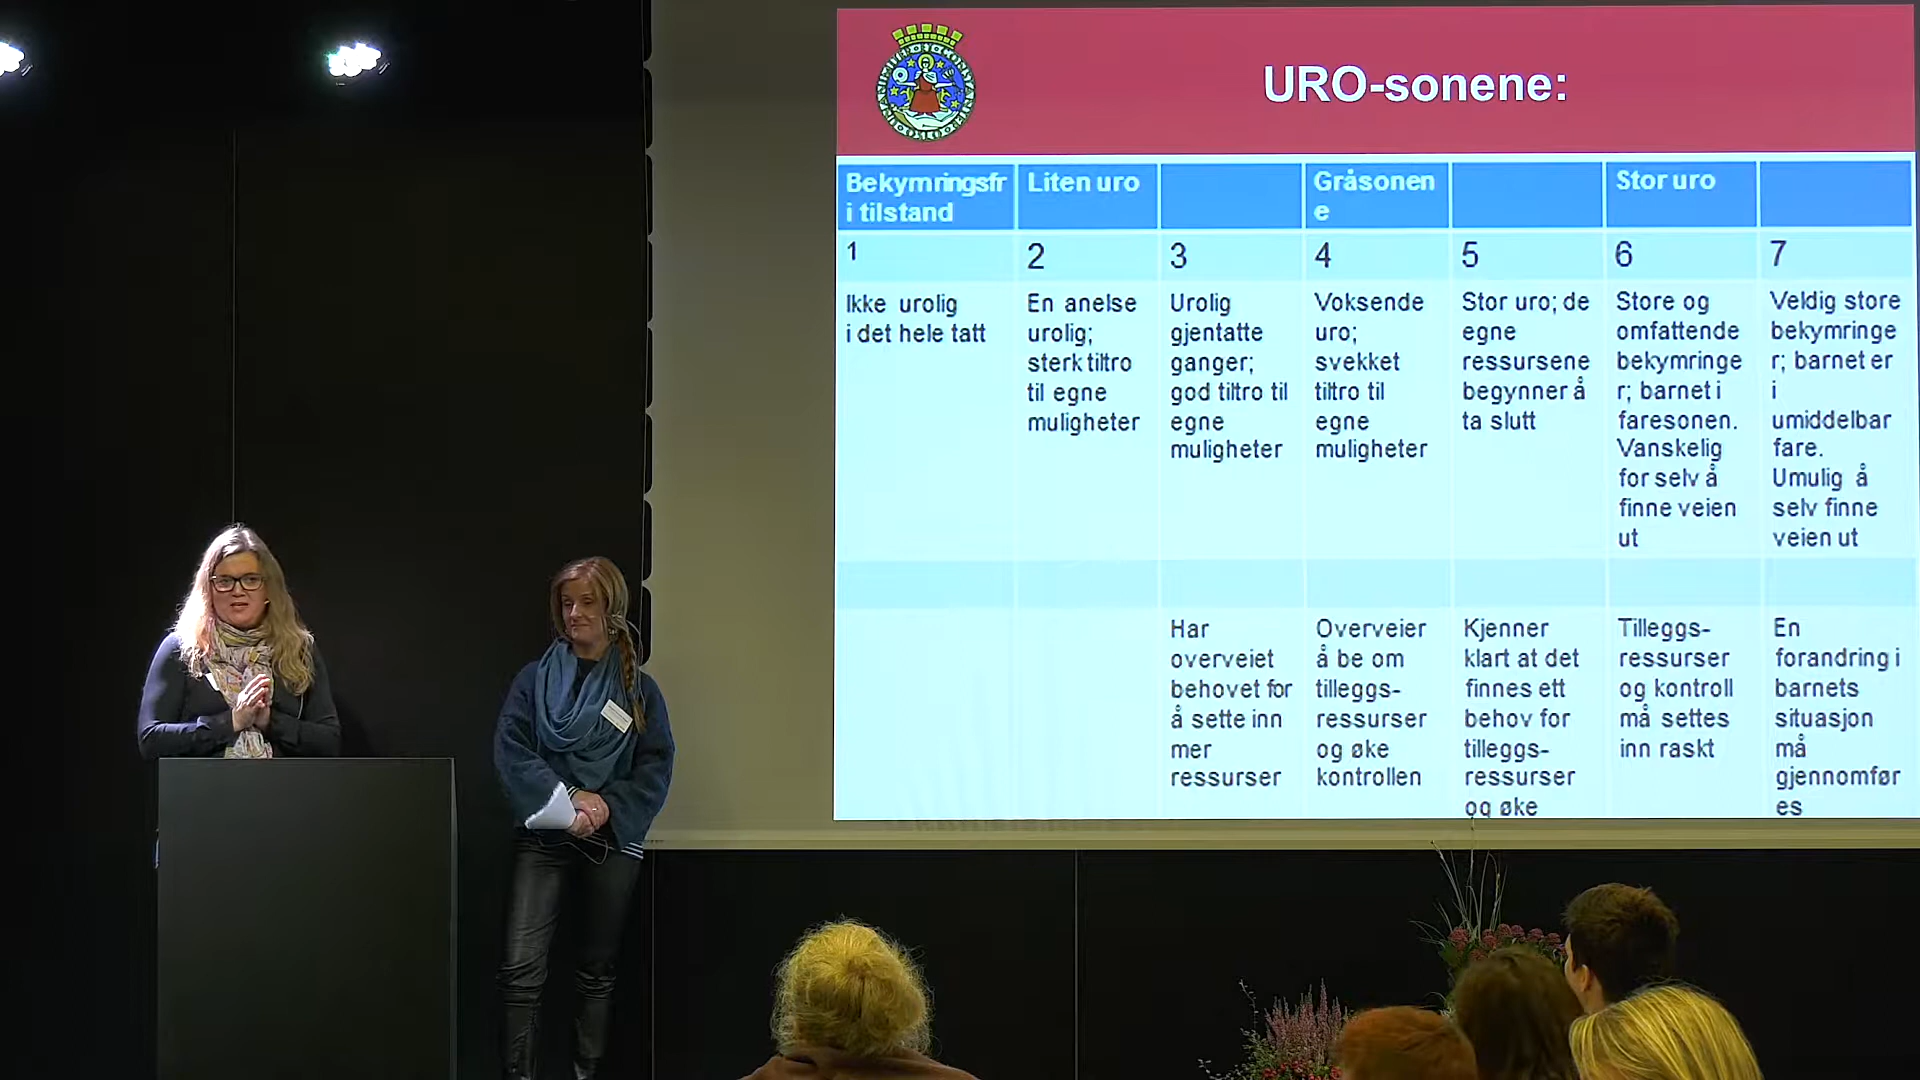 URO-sonene:
Bekymringsfr
i tilstand
Liten uro
Gråsonen
e
Stor uro
1
2
3
4
5
6
7
Ikke urolig
i det hele tatt
En anelse
urolig;
sterk tiltro
til egne
muligheter
Urolig
gjentatte
ganger;
god tiltro til
egne
muligheter
Voksende
uro;
svekket
tiltro til
egne
muligheter
Stor uro; de
egne
ressursene
begynner å
ta slutt
Store og
omfattende
bekymringe
r; barnet i
faresonen.
Vanskelig
for selv å
finne veien
ut
Veldig store
bekymringe
r; barnet er
i
umiddelbar
fare.
Umulig å
selv finne
veien ut
Har
overveiet
behovet for
å sette inn
mer
ressurser
Overveier
å be om
tilleggs-
ressurser
og øke
kontrollen
Kjenner
klart at det
finnes ett
behov for
tilleggs-
ressurser
og øke
Tilleggs-
ressurser
og kontroll
må settes
inn raskt
En
forandring i
barnets
situasjon
må
gjennomfør
es
OSLO